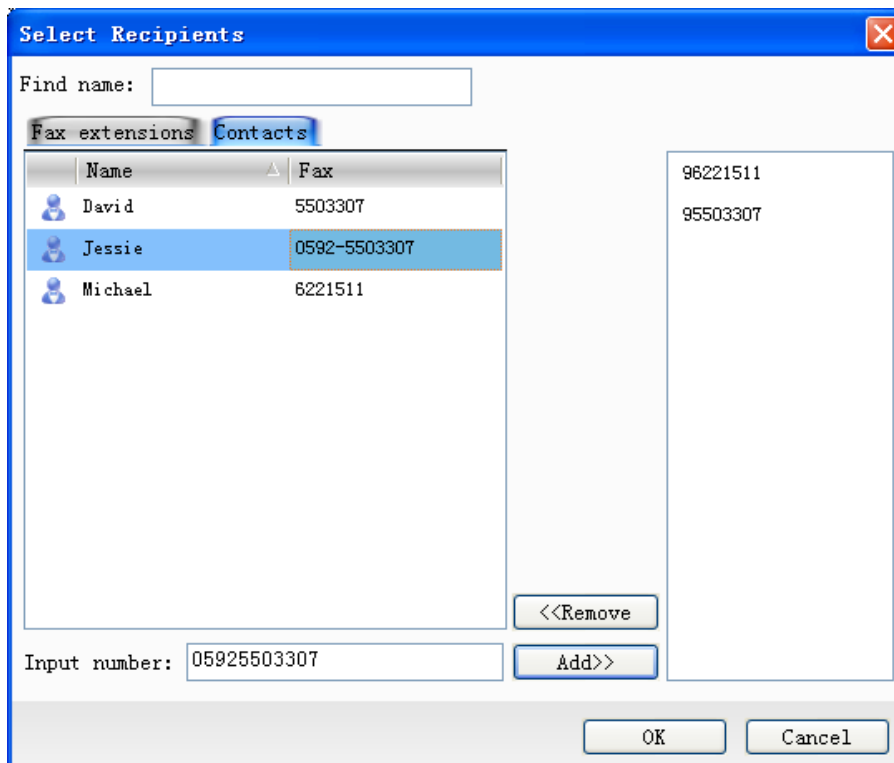 Select Recipients
Find name:
Fax extensions Contacts
Name Fax
David 5503307
Jessie 0592-5503307
Michael 6221511
96221511
95503307
<<Remove
Input number: 05925503307 Add>>
OK Cancel